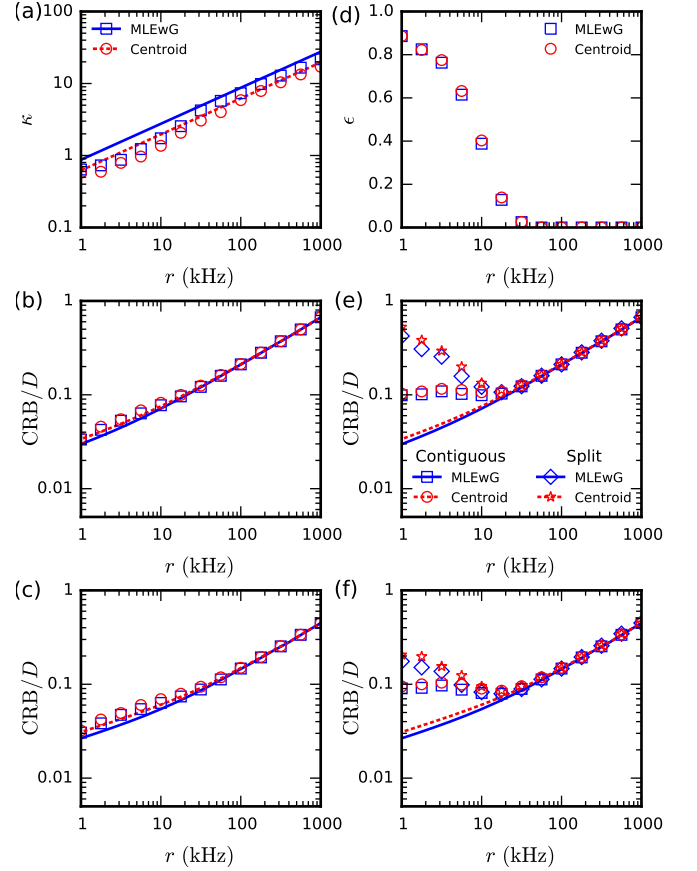 (a)
100
10
1
0.1
κ
MLEwG
Centroid
1 10 100 1000
r (kHz)
(d)
1.0
0.8
0.6
0.4
0.2
0.0
ϵ
MLEwG
Centroid
1 10 100 1000
r (kHz)
(b)
1
0.1
0.01
CRB/D
1 10 100 1000
r (kHz)
(e)
1
0.1
0.01
CRB/D
Contiguous Split
MLEwG MLEwG
Centroid Centroid
1 10 100 1000
r (kHz)
(c)
1
0.1
0.01
CRB/D
1 10 100 1000
r (kHz)
(f)
1
0.1
0.01
CRB/D
1 10 100 1000
r (kHz)